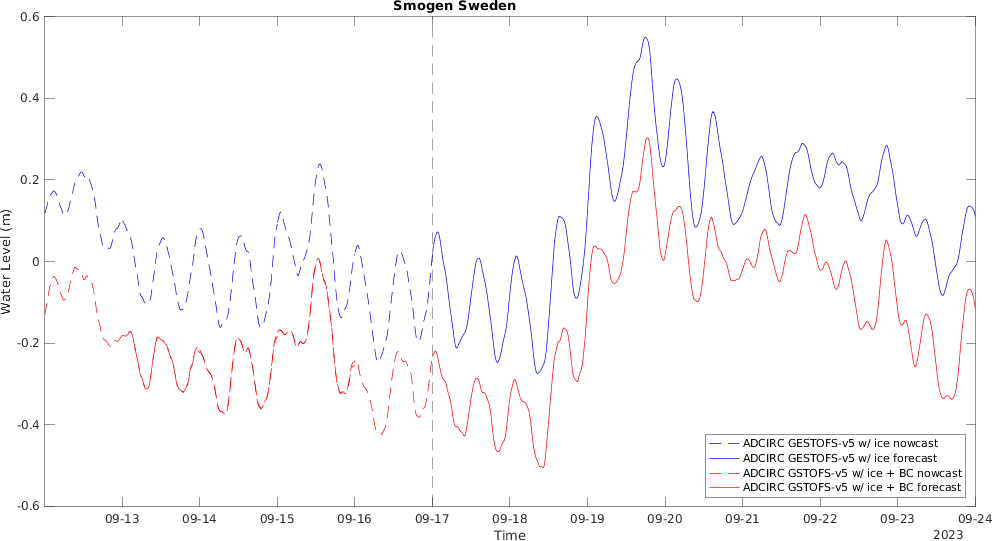 Smogen Sweden
0.6
0.4
0.2
0
-0.2
-0.4
-0.6
Water Level (m)
ADCIRC GESTOFS-v5 w/ ice nowcast
ADCIRC GESTOFS-v5 w/ ice forecast
ADCIRC GSTOFS-v5 w/ ice + BC nowcast
ADCIRC GSTOFS-v5 w/ ice + BC forecast
09-13 09-14 09-15 09-16 09-17 09-18 09-19 09-20 09-21 09-22 09-23 09-24
Time
2023